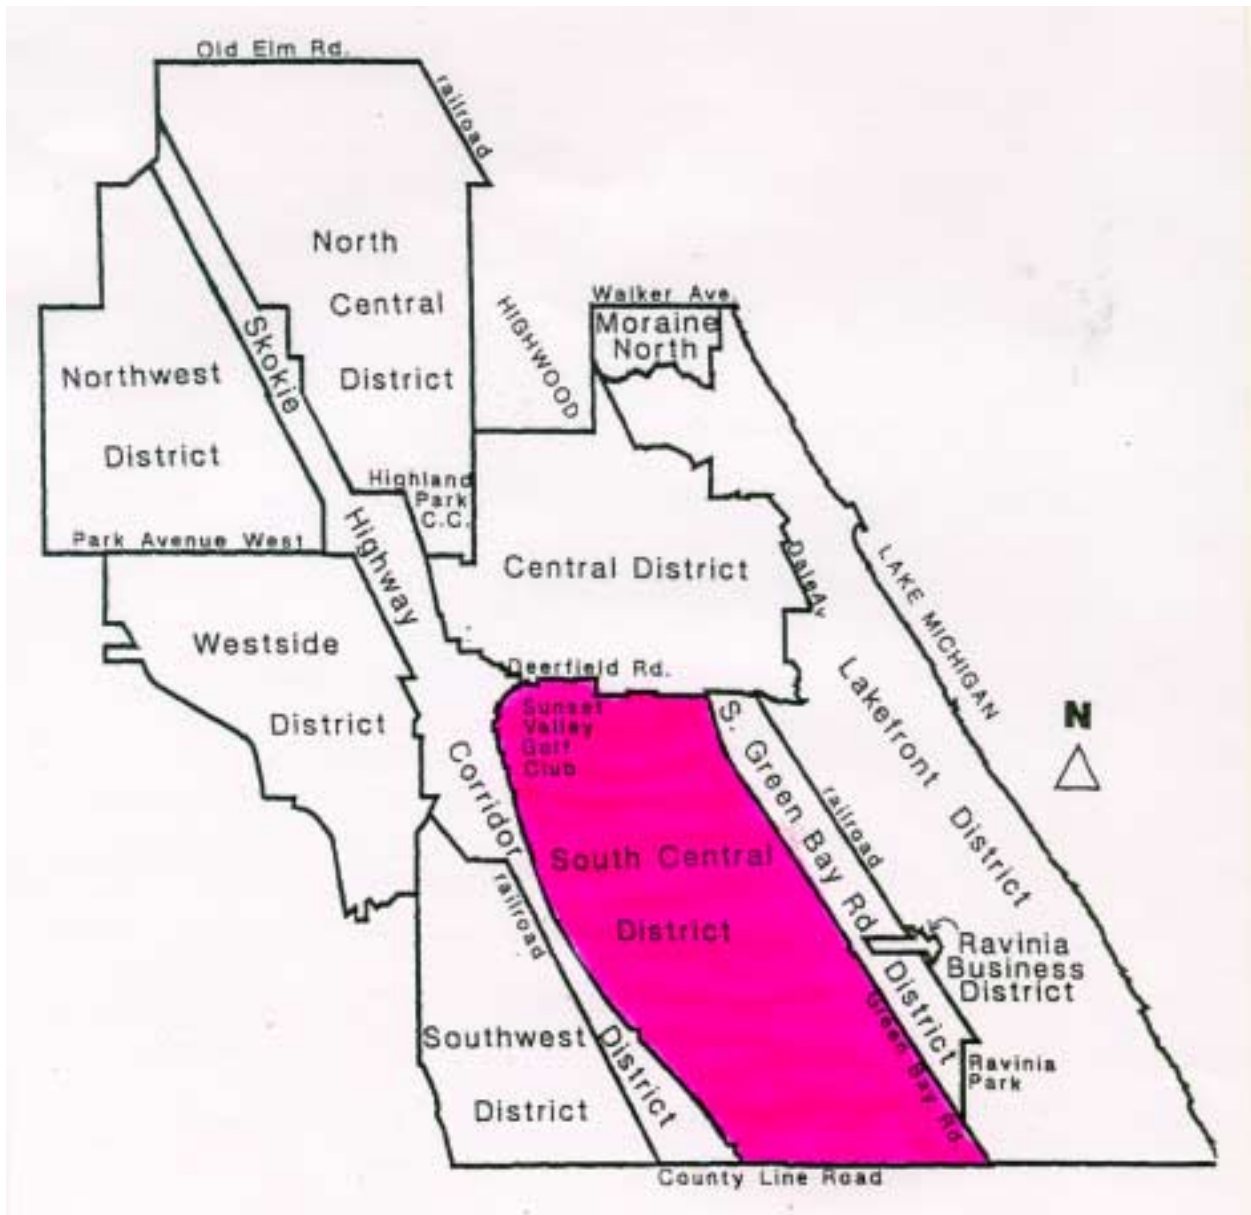 Old Elm Rd.
railroad
North
Central
District
HIGHWOOD
Walker Ave.
Moraine
North
Skokie
Highway
Corridor
District
Northwest
District
Highland
Park
C.C.
Park Avenue West
Central District
Dale Av
LAKE MICHIGAN
Westside
District
Deerfield Rd.
Sunset
Valley
Golf
Club
S. Green Bay Rd
District
railroad
Lakefront District
N
South Central
District
railroad
Ravinia
Business
District
Green Bay Rd
Ravinia
Park
Southwest
District
County Line Road